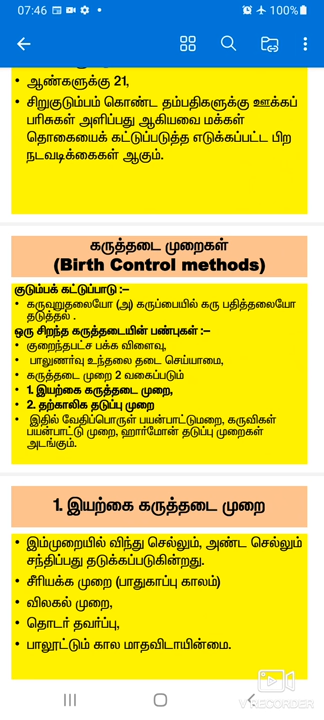 07:46
100%
ஆண்களுக்கு 21,
சிறுகுடும்பம் கொண்ட தம்பதிகளுக்கு ஊக்கப்
பரிசுகள் அளிப்பது ஆகியவை மக்கள்
தொகையைக் கட்டுப்படுத்த எடுக்கப்பட்ட பிற
நடவடிக்கைகள் ஆகும்.
கருத்தடை முறைகள்
(Birth Control methods)
குடும்பக் கட்டுப்பாடு :–
கருவுறுதலையோ (அ) கருப்பையில் கரு பதித்தலையோ
தடுத்தல் .
ஒரு சிறந்த கருத்தடையின் பண்புகள் :–
குறைந்தபட்ச பக்க விளைவு,
பாலுணர்வு உந்தலை தடை செய்யாமை,
கருத்தடை முறை 2 வகைப்படும்
1. இயற்கை கருத்தடை முறை,
2. தற்காலிக தடுப்பு முறை
இதில் வேதிப்பொருள் பயன்பாட்டுமறை, கருவிகள்
பயன்பாட்டு முறை, ஹார்மோன் தடுப்பு முறைகள்
அடங்கும்.
1. இயற்கை கருத்தடை முறை
இம்முறையில் விந்து செல்லும், அண்ட செல்லும்
சந்திப்பது தடுக்கப்படுகின்றது.
சீரியக்க முறை (பாதுகாப்பு காலம்)
விலகல் முறை,
தொடர் தவர்ப்பு,
பாலூட்டும் கால மாதவிடாயின்மை.
V RECORDER